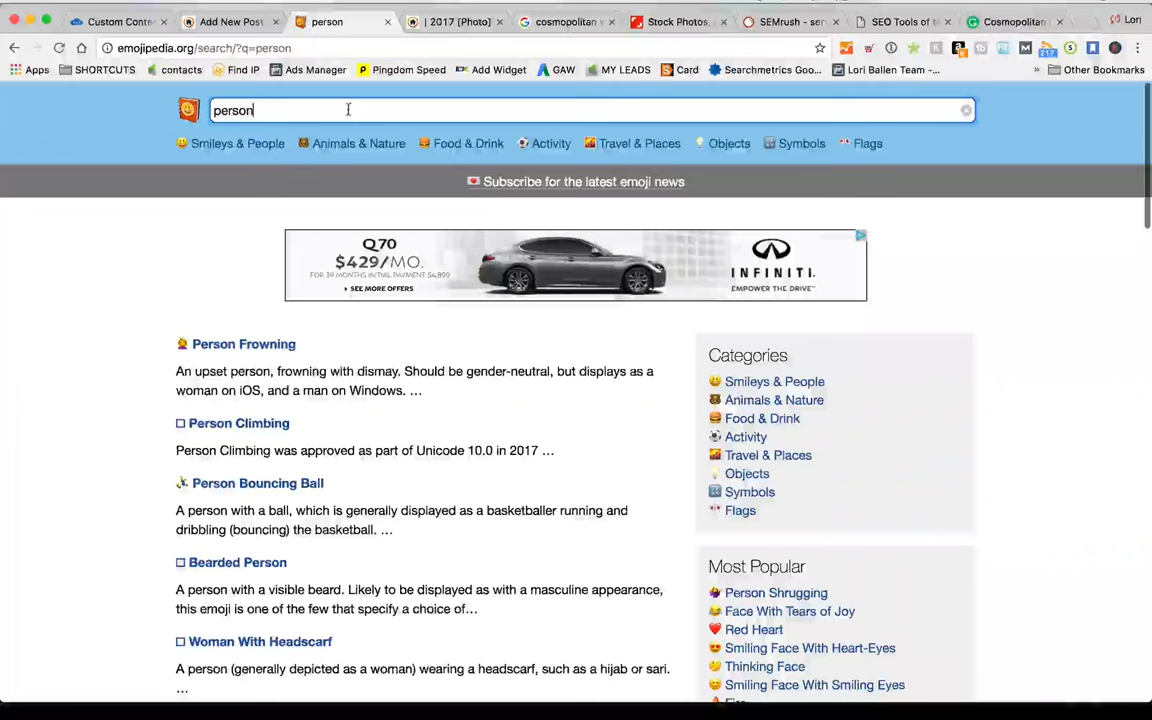 Custom Conte
Add New Post
person
| 2017 [Photo]
cosmopolitan v
Stock Photos,
SEMrush - ser
SEO Tools of t
Cosmopolitan
Lori
emojipedia.org/search/?q=person
217
Apps SHORTCUTS contacts Find IP Ads Manager Pingdom Speed Add Widget GAW MY LEADS Card Searchmetrics Goo... Lori Ballen Team -... » Other Bookmarks
person
Smileys & People Animals & Nature Food & Drink Activity Travel & Places Objects Symbols Flags
Subscribe for the latest emoji news
Q70
$429/MO.
FOR 39 MONTHS INITIAL PAYMENT $4,899
SEE MORE OFFERS
INFINITI.
EMPOWER THE DRIVE™
Person Frowning
An upset person, frowning with dismay. Should be gender-neutral, but displays as a
woman on iOS, and a man on Windows. …
Person Climbing
Person Climbing was approved as part of Unicode 10.0 in 2017 …
Person Bouncing Ball
A person with a ball, which is generally displayed as a basketballer running and
dribbling (bouncing) the basketball. …
Bearded Person
A person with a visible beard. Likely to be displayed as with a masculine appearance,
this emoji is one of the few that specify a choice of…
Woman With Headscarf
A person (generally depicted as a woman) wearing a headscarf, such as a hijab or sari.
…
Categories
Smileys & People
Animals & Nature
Food & Drink
Activity
Travel & Places
Objects
Symbols
Flags
Most Popular
Person Shrugging
Face With Tears of Joy
Red Heart
Smiling Face With Heart-Eyes
Thinking Face
Smiling Face With Smiling Eyes